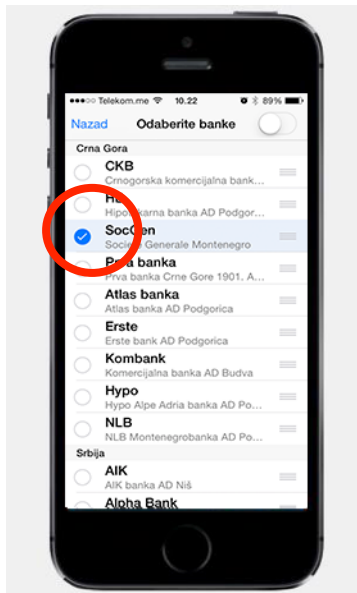 Telekom.me 10.22 89%
Nazad Odaberite banke
Crna Gora
CKB
Crnogorska komercijalna bank...
Hipotekarna banka AD Podgor...
SocGen
Societe Generale Montenegro
Prva banka
Prva banka Crne Gore 1901. A...
Atlas banka
Atlas banka AD Podgorica
Erste
Erste bank AD Podgorica
Kombank
Komercijalna banka AD Budva
Hypo
Hypo Alpe Adria banka AD Po...
NLB
NLB Montenegrobanka AD Po...
Srbija
AIK
AIK banka AD Niš
Alpha Bank